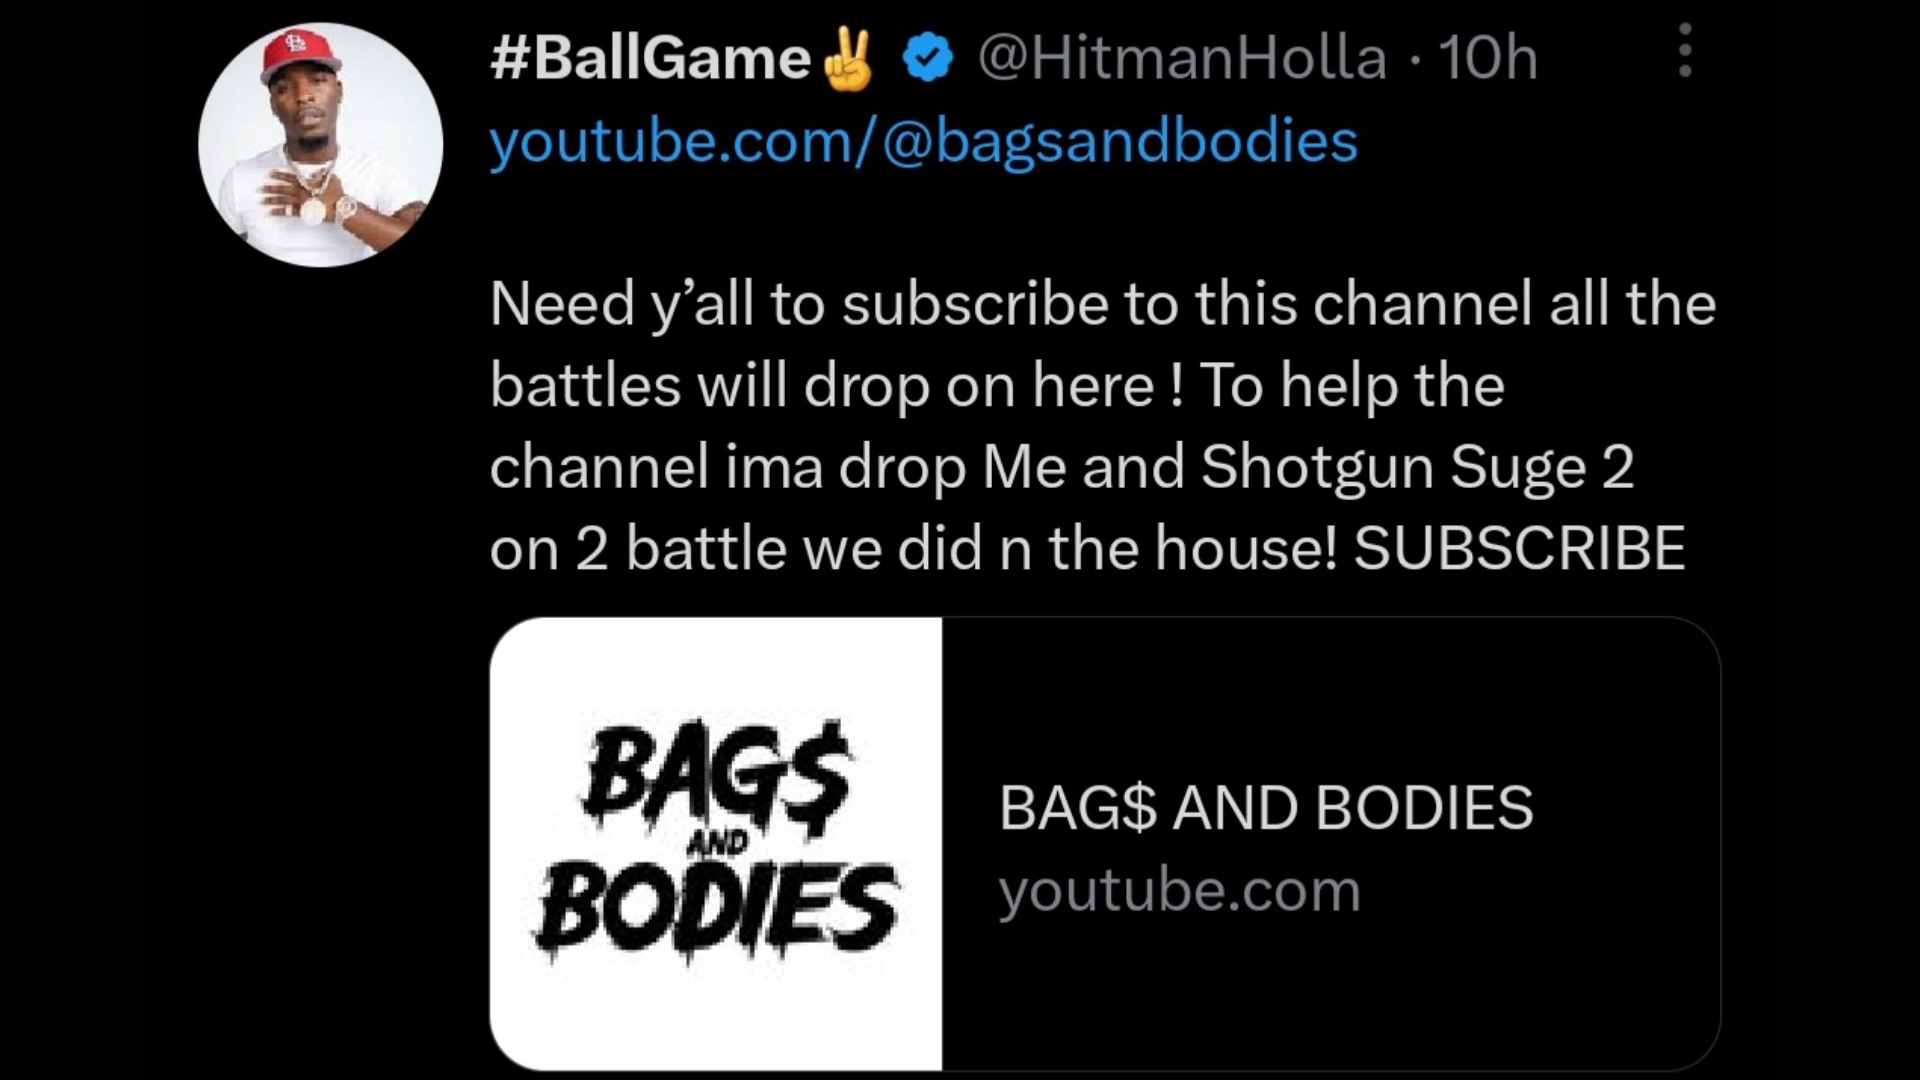 #BallGame✌️ @HitmanHolla · 10h
youtube.com/@bagsandbodies
Need y’all to subscribe to this channel all the
battles will drop on here ! To help the
channel ima drop Me and Shotgun Suge 2
on 2 battle we did n the house! SUBSCRIBE
BAG$
AND
BODIES
BAG$ AND BODIES
youtube.com